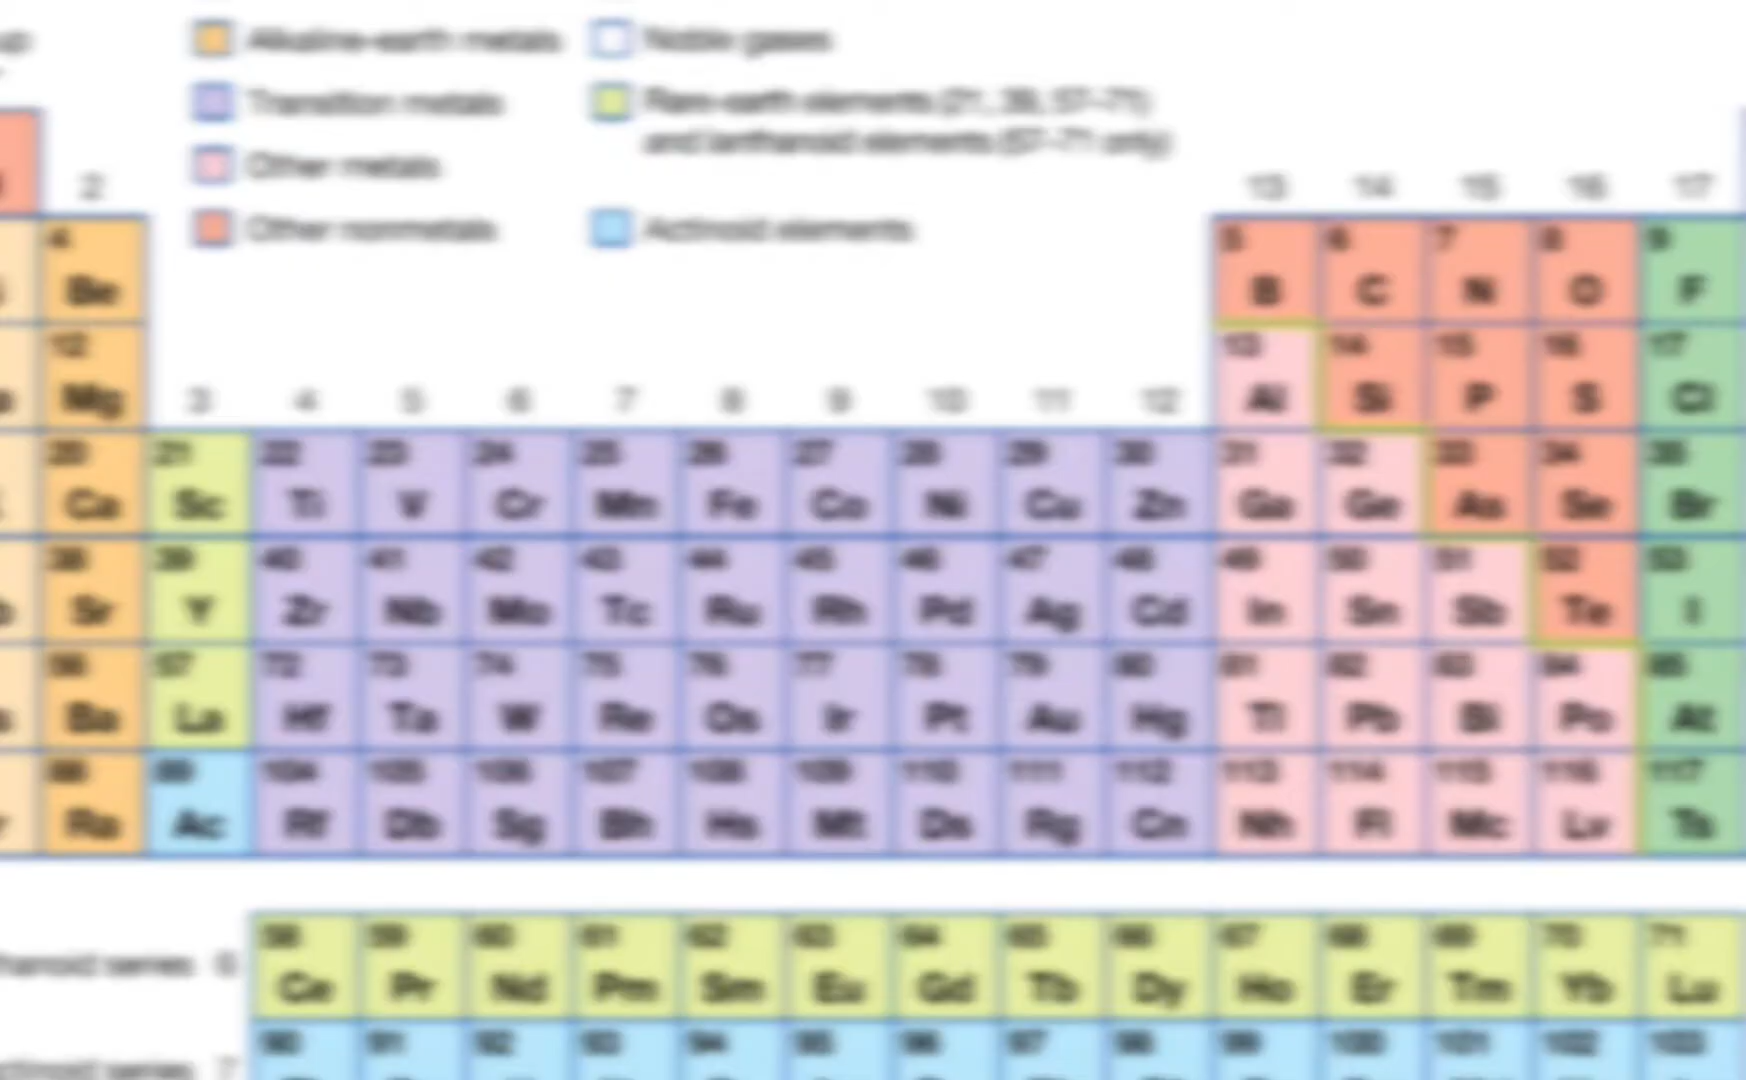 Alkaline-earth metals
Noble gases
Transition metals
Rare-earth elements (21, 39, 57–71)
and lanthanoid elements (57–71 only)
Other metals
Other nonmetals
Actinoid elements
2
13 14 15 16 17
4 5 6 7 8 9
Be B C N O F
12 13 14 15 16 17
Mg Al Si P S Cl
3 4 5 6 7 8 9 10 11 12
20 21 22 23 24 25 26 27 28 29 30 31 32 33 34 35
Ca Sc Ti V Cr Mn Fe Co Ni Cu Zn Ga Ge As Se Br
38 39 40 41 42 43 44 45 46 47 48 49 50 51 52 53
Sr Y Zr Nb Mo Tc Ru Rh Pd Ag Cd In Sn Sb Te I
56 57 72 73 74 75 76 77 78 79 80 81 82 83 84 85
Ba La Hf Ta W Re Os Ir Pt Au Hg Tl Pb Bi Po At
88 89 104 105 106 107 108 109 110 111 112 113 114 115 116 117
Ra Ac Rf Db Sg Bh Hs Mt Ds Rg Cn Nh Fl Mc Lv Ts
58 59 60 61 62 63 64 65 66 67 68 69 70 71
series 6
Ce Pr Nd Pm Sm Eu Gd Tb Dy Ho Er Tm Yb Lu
90 91 92 93 94 95 96 97 98 99 100 101 102 103
series 7